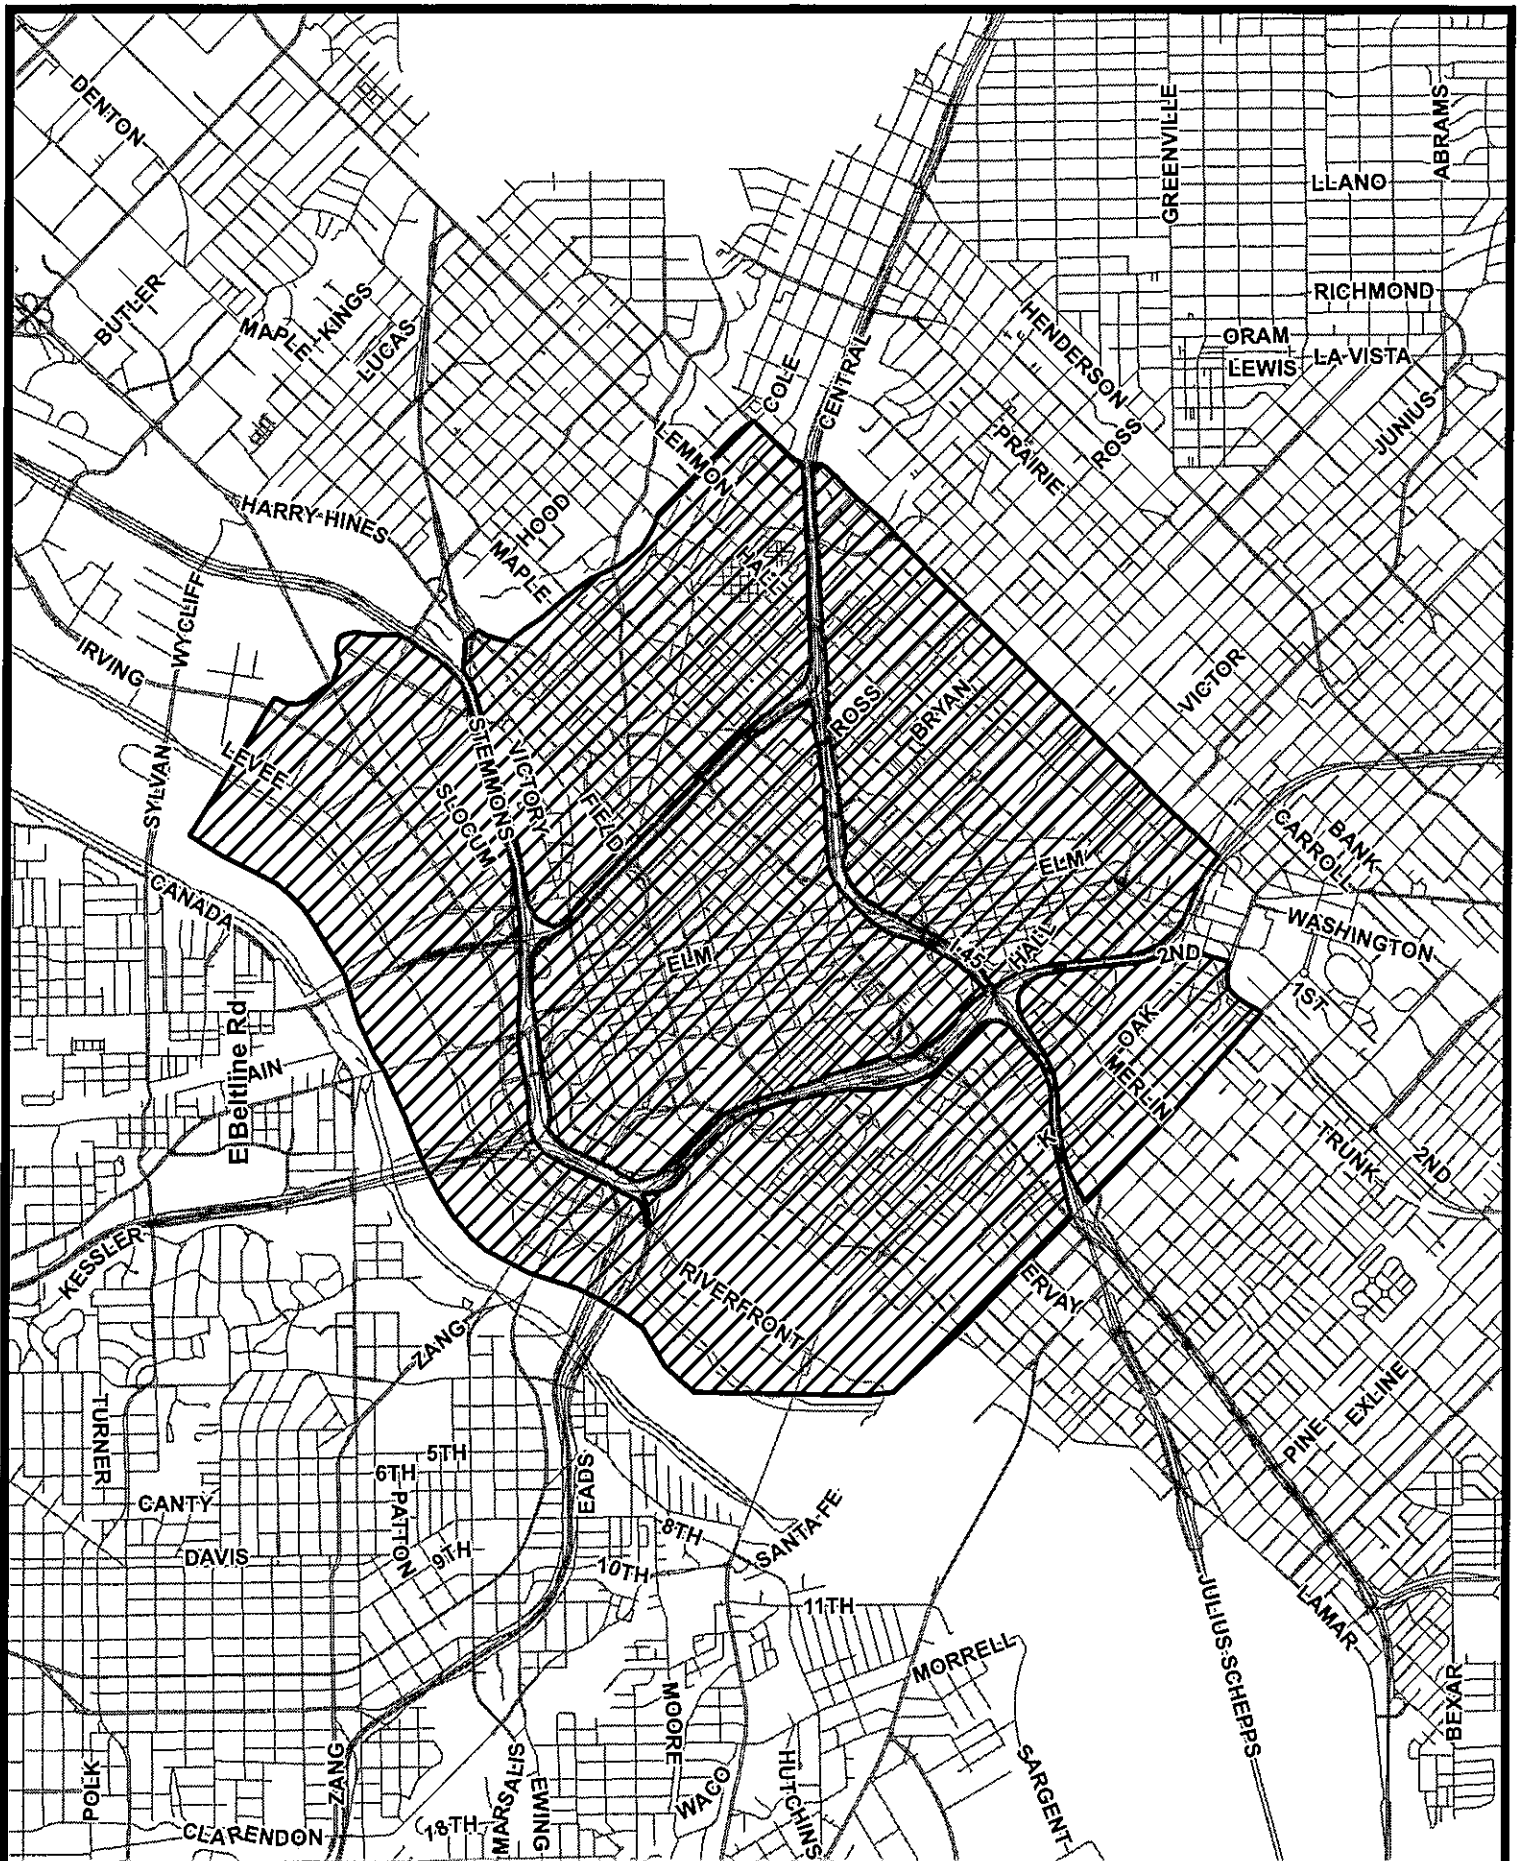 DENTON
GREENVILLE
ABRAMS
LLANO
BUTLER
MAPLE
KINGS
LUCAS
RICHMOND
HENDERSON
ORAM
LEWIS
LA VISTA
COLE
CENTRAL
JUNIUS
PRAIRIE
ROSS
LEMMON
HARRY HINES
HOOD
MAPLE
WYCLIFF
IRVING
VICTOR
ROSS
BRYAN
STEMMONS
VICTORY
LEVEE
SYLVAN
SLOCUM
FIELD
ELM
BANK
CARROLL
CANADA
WASHINGTON
HALL
I-45
ELM
2ND
1ST
El Beltline Rd
OAK
MERLIN
AIN
K
TRUNK
2ND
KESSLER
RIVERFRONT
ERVAY
ZANG
TURNER
EXLINE
PINE
5TH
6TH
PATTON
CANTY
EADS
9TH
DAVIS
8TH
SANTA FE
10TH
11TH
JULIUS SCHEPPS
LAMAR
MORRELL
MOORE
BEXAR
POLK
ZANG
MARSALIS
EWING
WACO
HUTCHINS
SARGENT
18TH
CLARENDON